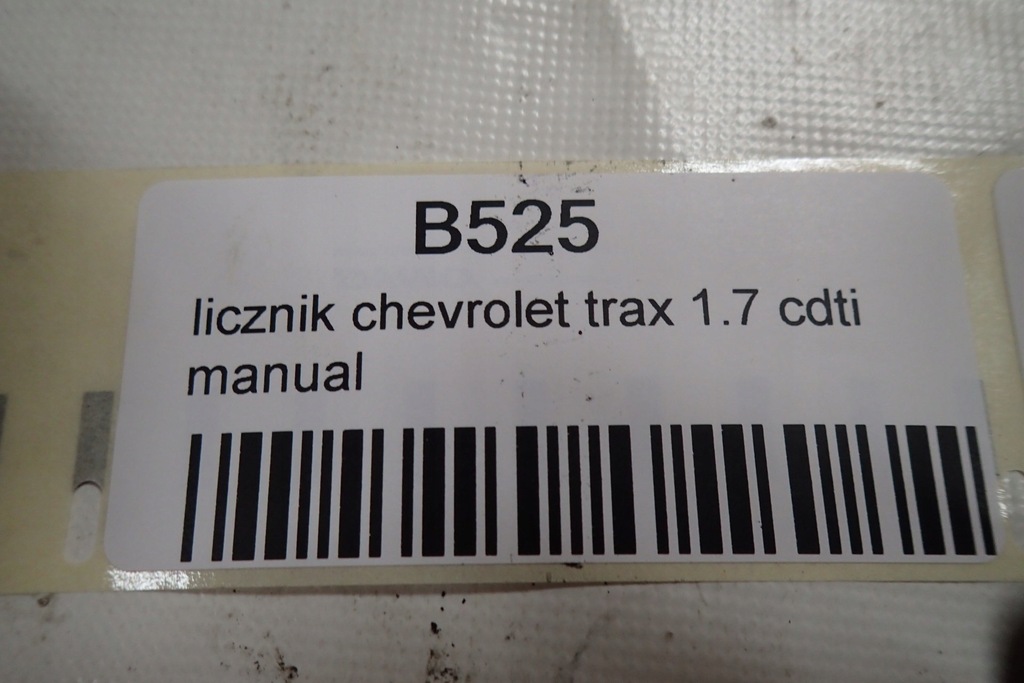 B525
licznik chevrolet trax 1.7 cdti
manual